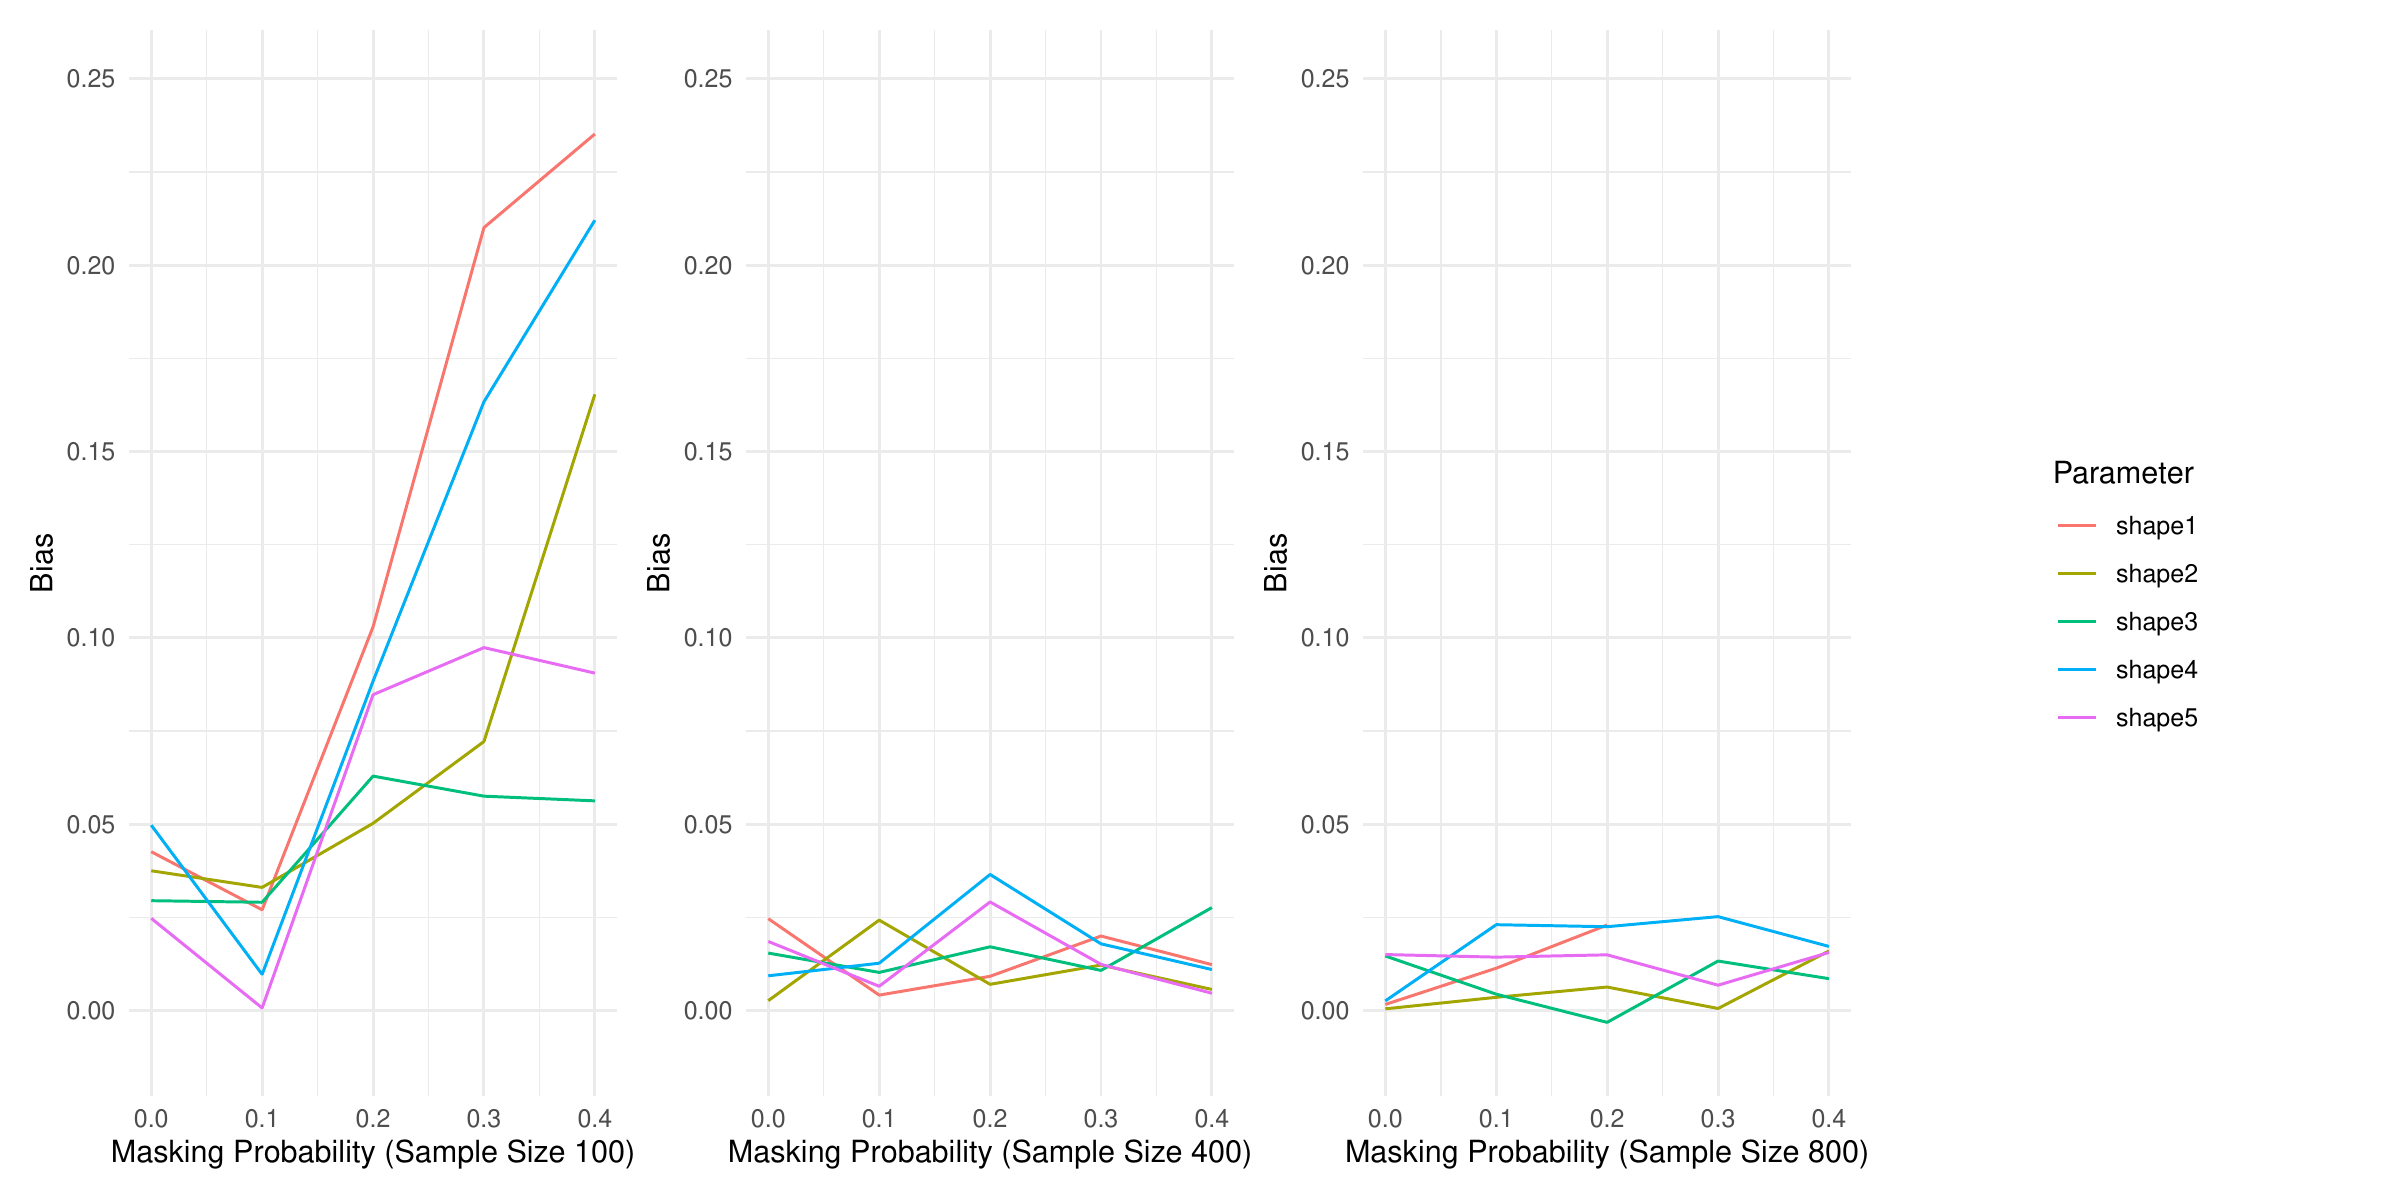 0.25
0.20
0.15
0.10
0.05
0.00
Bias
0.0 0.1 0.2 0.3 0.4
Masking Probability (Sample Size 100)
0.25
0.20
0.15
0.10
0.05
0.00
Bias
0.0 0.1 0.2 0.3 0.4
Masking Probability (Sample Size 400)
0.25
0.20
0.15
0.10
0.05
0.00
Bias
0.0 0.1 0.2 0.3 0.4
Masking Probability (Sample Size 800)
Parameter
shape1
shape2
shape3
shape4
shape5